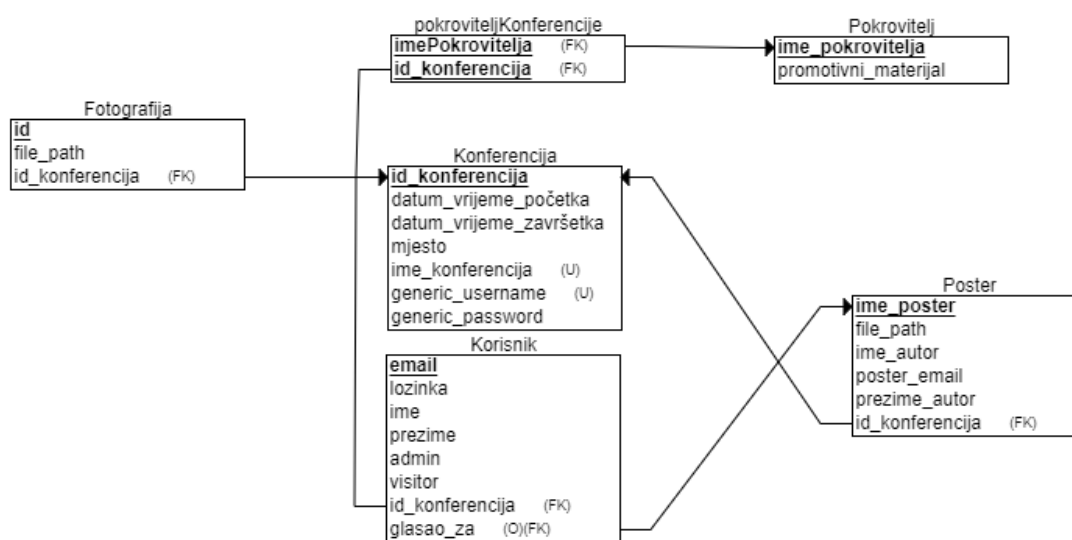 pokroviteljKonferencije
imePokrovitelja (FK)
id_konferencija (FK)
Pokrovitelj
ime_pokrovitelja
promotivni_materijal
Fotografija
id
file_path
id_konferencija (FK)
Konferencija
id_konferencija
datum_vrijeme_početka
datum_vrijeme_završetka
mjesto
ime_konferencija (U)
generic_username (U)
generic_password
Poster
ime_poster
file_path
ime_autor
poster_email
prezime_autor
id_konferencija (FK)
Korisnik
email
lozinka
ime
prezime
admin
visitor
id_konferencija (FK)
glasao_za (O)(FK)